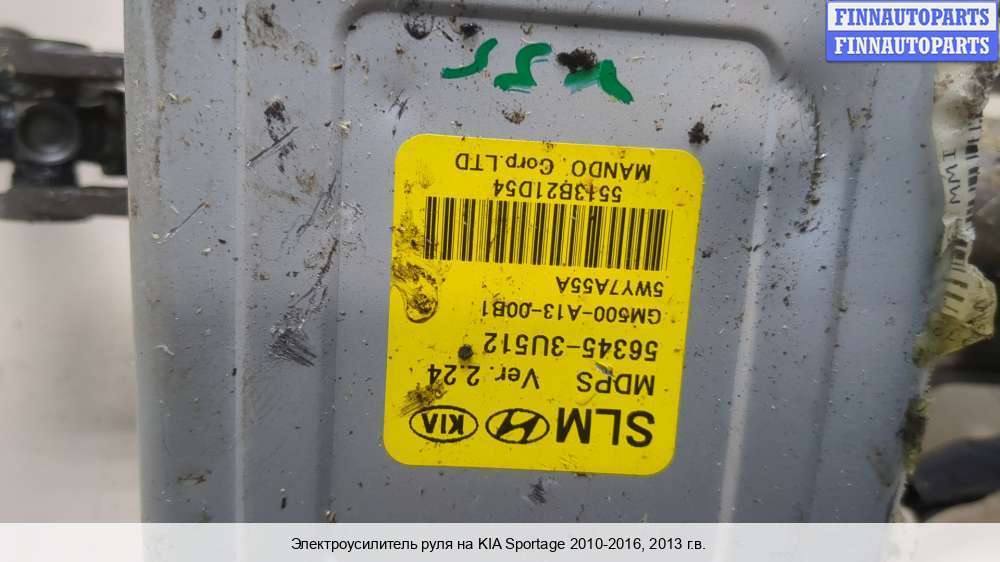 FINNAUTOPARTS
FINNAUTOPARTS
SLM HYUNDAI KIA
MDPS Ver 2.24
56345-3U512
GM500-A13-00B1
5WY7A55A
5513B21D54
MANDO. Corp.LTD
Электроусилитель руля на KIA Sportage 2010-2016, 2013 г.в.